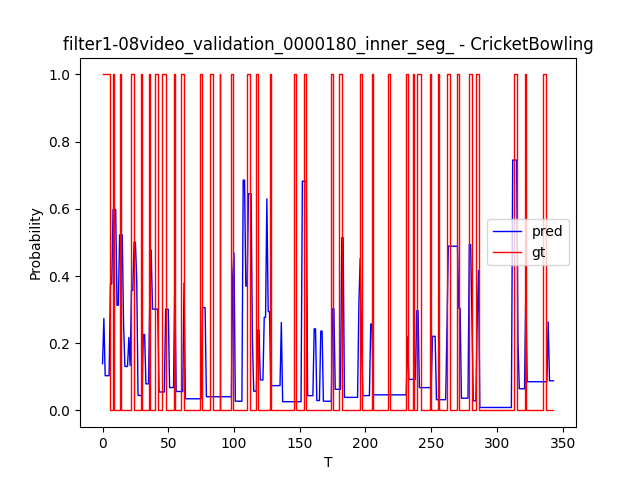 filter1-08video_validation_0000180_inner_seg_ - CricketBowling
1.0
0.8
0.6
0.4
0.2
0.0
Probability
pred
gt
0 50 100 150 200 250 300 350
T